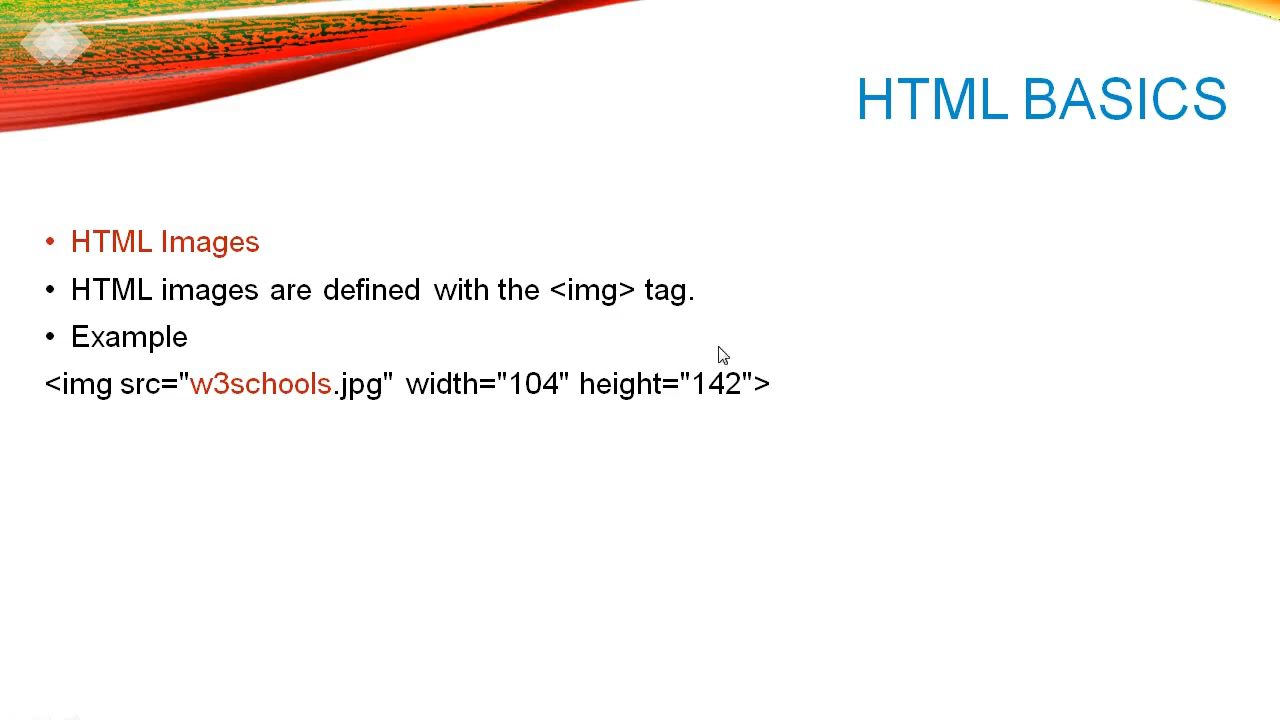 HTML BASICS
• HTML Images
• HTML images are defined with the <img> tag.
• Example
<img src="w3schools.jpg" width="104" height="142">